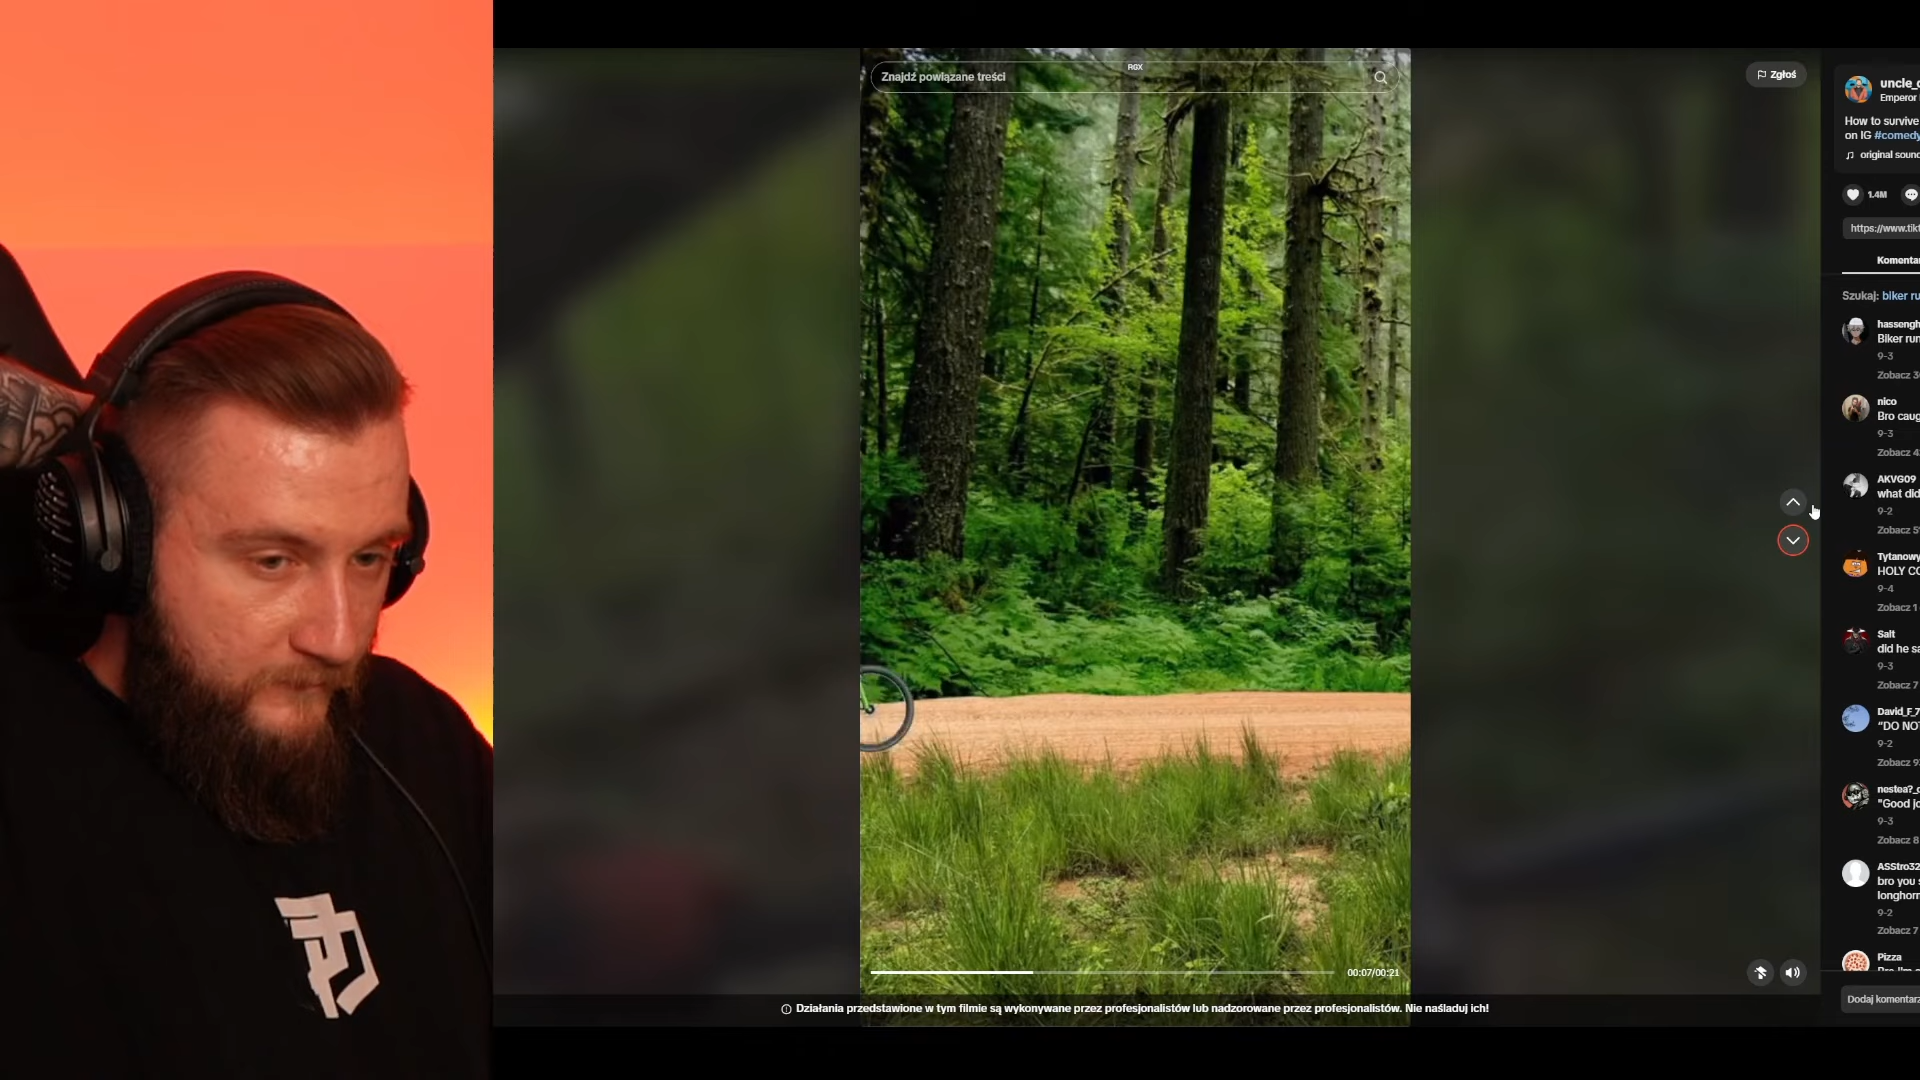 Znajdź powiązane treści
RGX
Zgłoś
Emperor
How to survive
on IG #comedy
original sound
1.4M
https://www.tikt
Komentar
Szukaj: biker ru
hassengh
Biker run
9-3
Zobacz 3
nico
Bro caug
9-3
Zobacz 4
AKVG09
what did
9-2
Zobacz 5
Tytanowy
HOLY CO
9-4
Zobacz 1
Salt
did he sa
9-3
Zobacz 7
David_F_7
"DO NOT
9-2
Zobacz 9
nestea?_
"Good jo
9-3
Zobacz 8
ASStro32
bro you s
longhorn
9-2
Zobacz 7
Pizza
Dodaj komentarz
00:07/00:21
Działania przedstawione w tym filmie są wykonywane przez profesjonalistów lub nadzorowane przez profesjonalistów. Nie naśladuj ich!